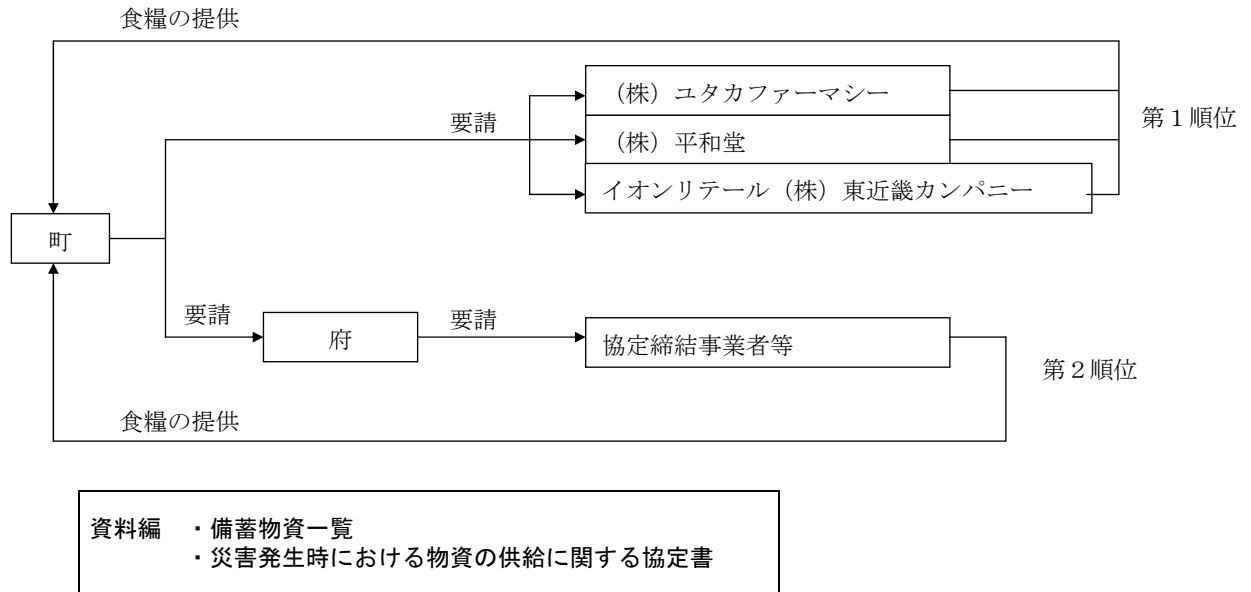 食糧の提供
(株)ユタカファーマシー
要請
(株)平和堂
第1順位
イオンリテール(株)東近畿カンパニー
町
要請
府
要請
協定締結事業者等
第2順位
食糧の提供
資料編 ・備蓄物資一覧
・災害発生時における物資の供給に関する協定書